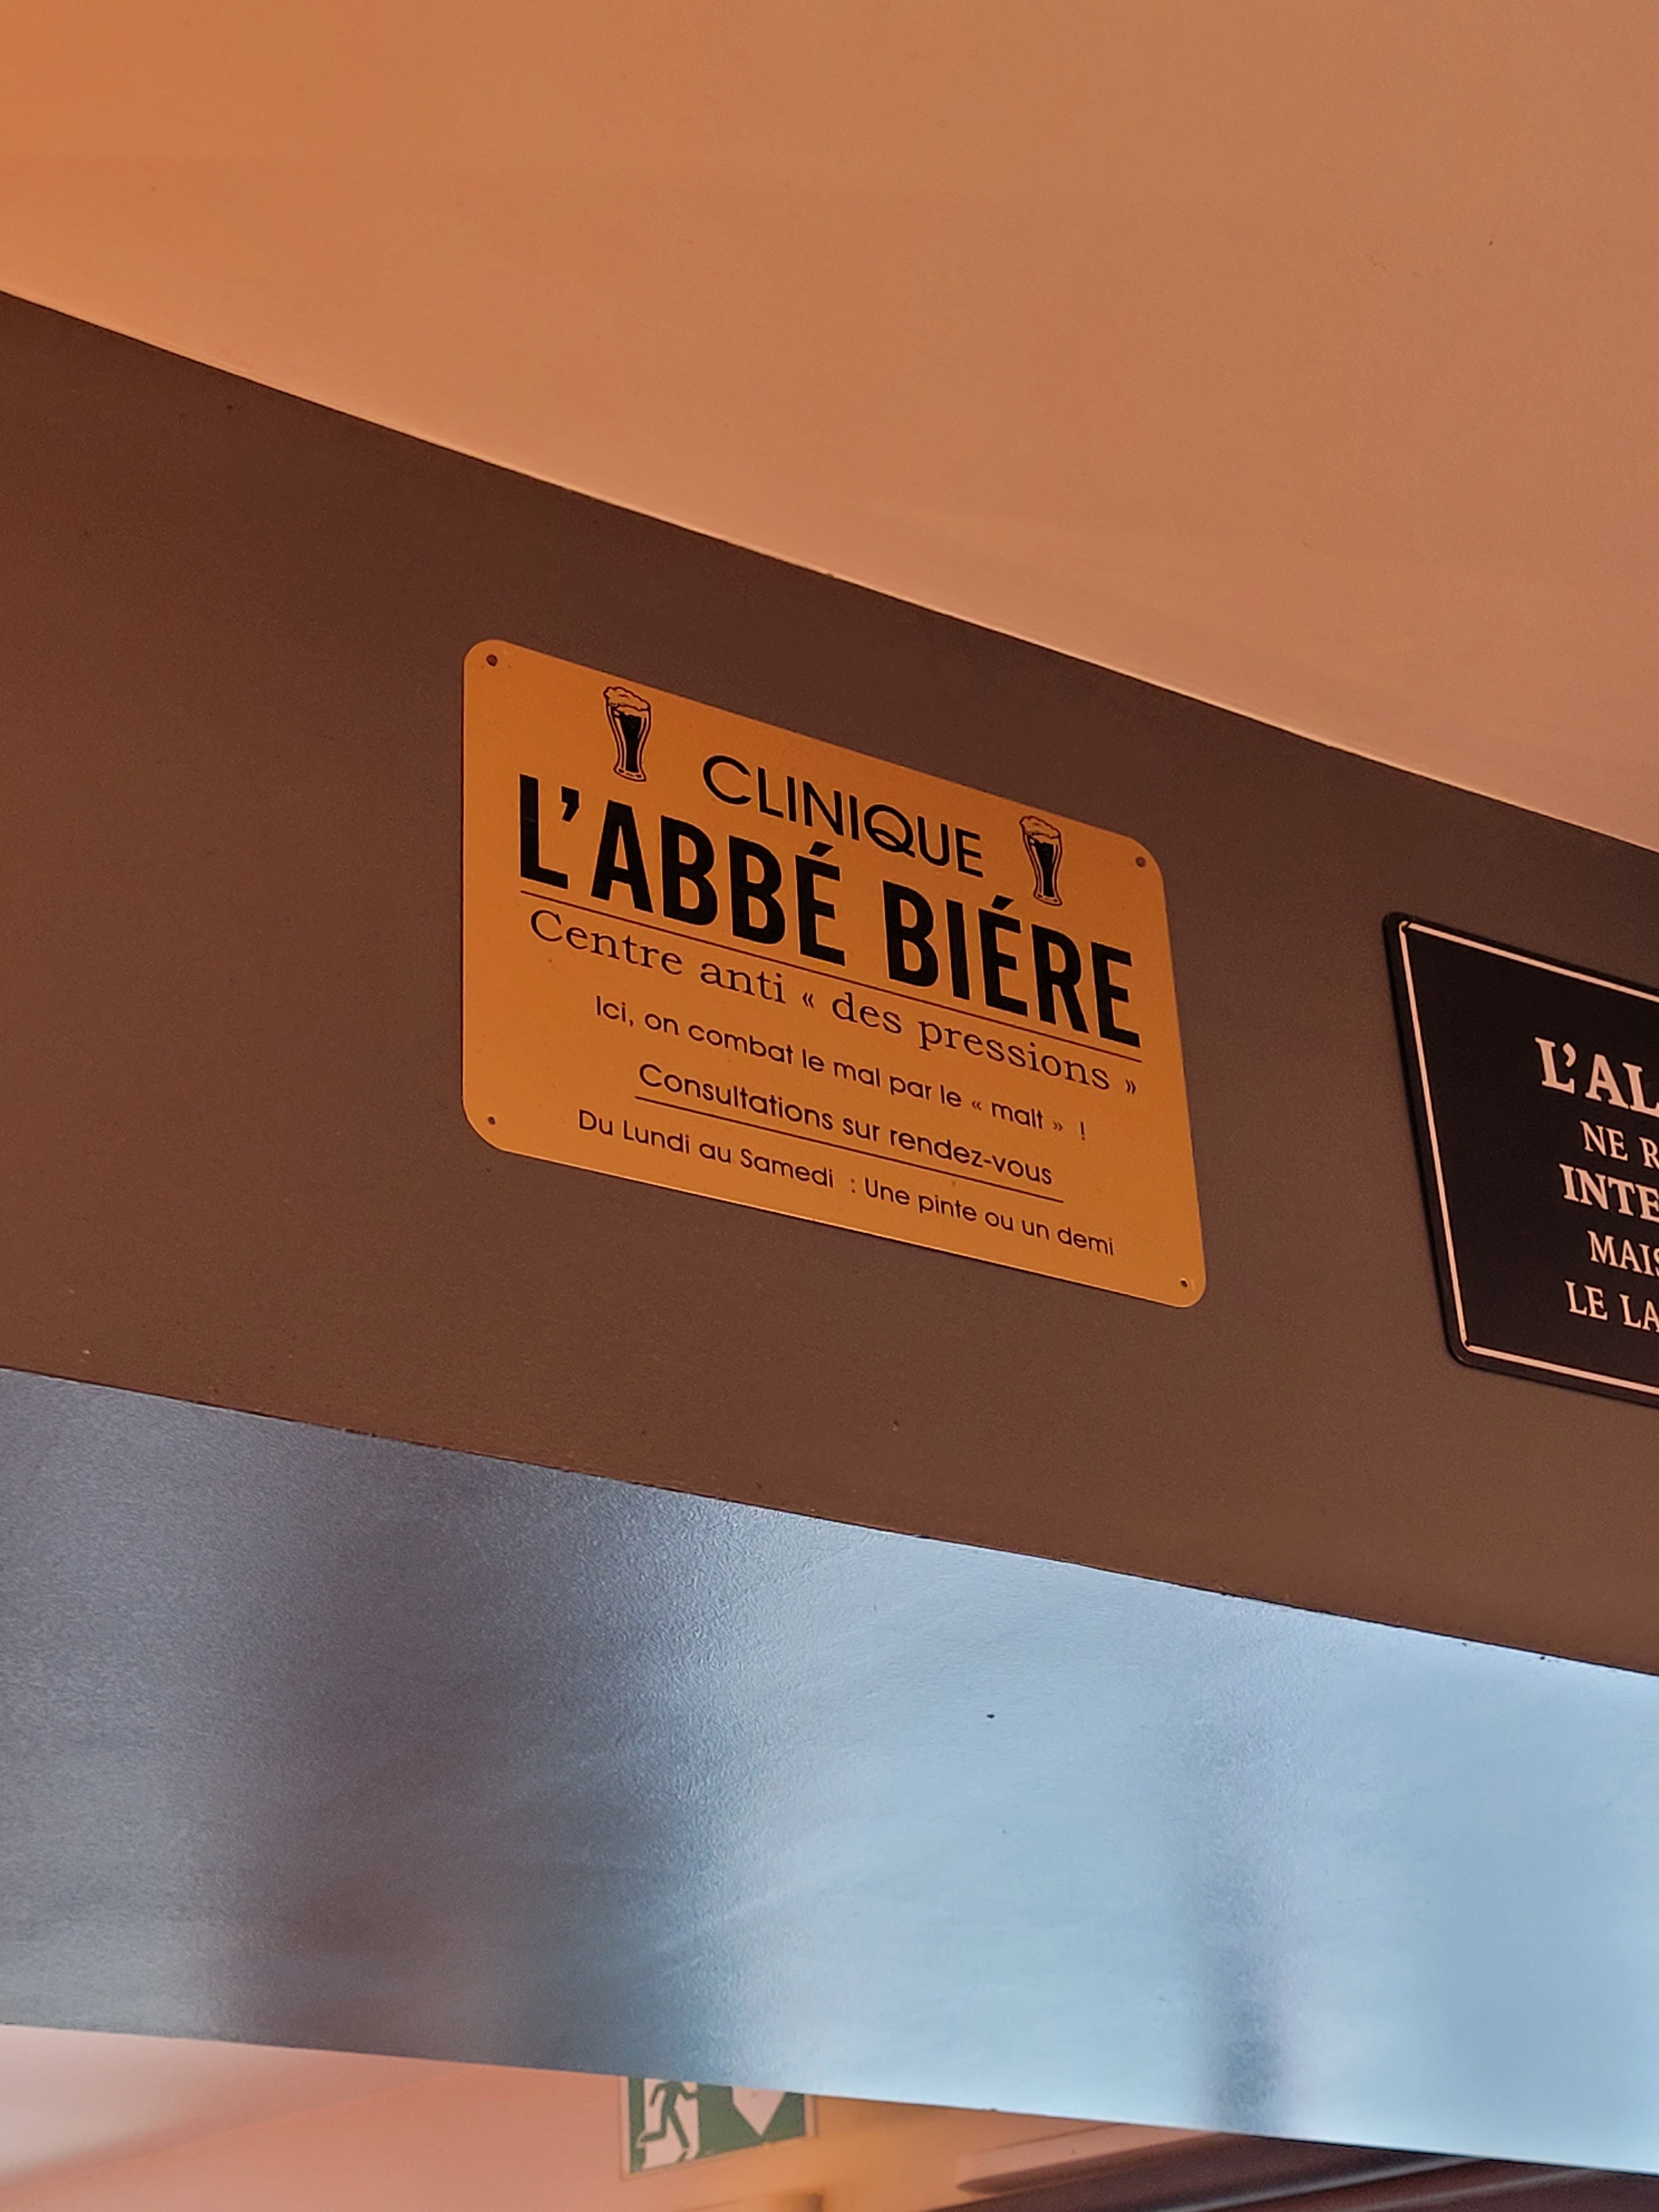 CLINIQUE
L'ABBÉ BIÉRE
Centre anti « des pressions »
Ici, on combat le mal par le « malt » !
Consultations sur rendez-vous
Du Lundi au Samedi : Une pinte ou un demi
L'AL
NE R
INTE
MAIS
LE LA